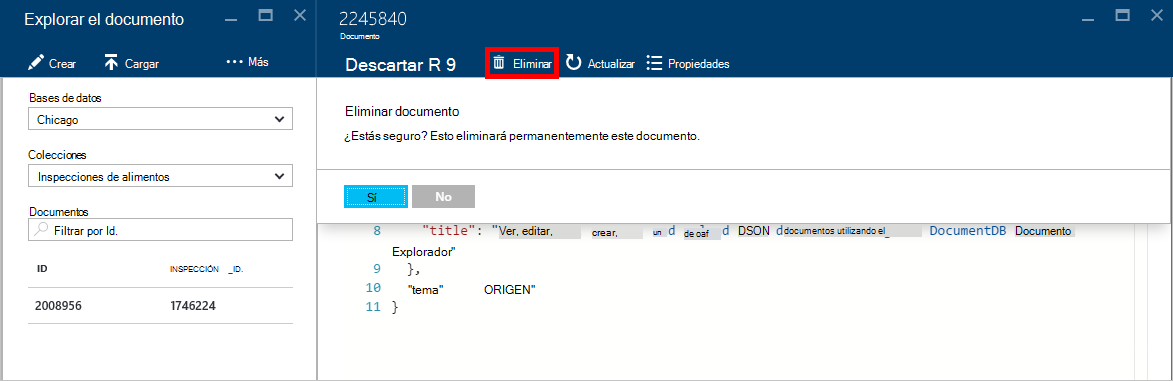 Explorar el documento
Crear
Cargar
Más
Bases de datos
Chicago
Colecciones
Inspecciones de alimentos
Documentos
Filtrar por Id.
ID INSPECCIÓN _ID.
2008956 1746224
2245840
Documento
Descartar R 9
Eliminar
Actualizar
Propiedades
Eliminar documento
¿Estás seguro? Esto eliminará permanentemente este documento.
Sí
No
8 "title": "Ver, editar, crear, un d de oaf d DSON d documentos utilizando el_ DocumentDB Documento
Explorador"
9 },
10 "tema" ORIGEN"
11 }